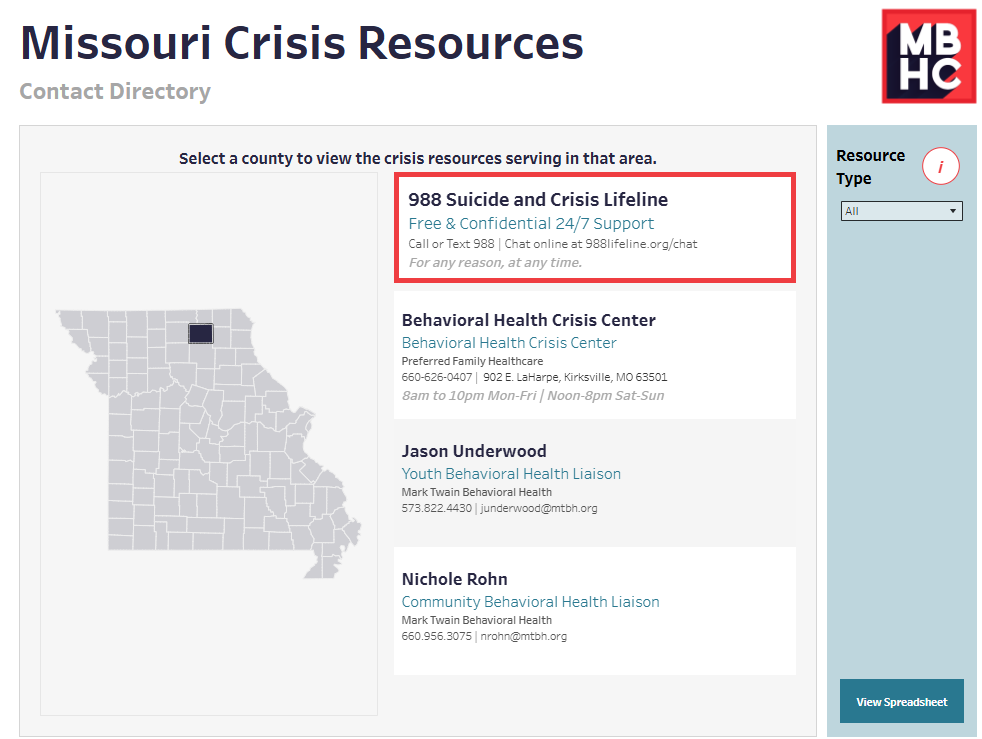 Missouri Crisis Resources
Contact Directory
MB
HC
Select a county to view the crisis resources serving in that area.
988 Suicide and Crisis Lifeline
Free & Confidential 24/7 Support
Call or Text 988 | Chat online at 988lifeline.org/chat
For any reason, at any time.
Behavioral Health Crisis Center
Behavioral Health Crisis Center
Preferred Family Healthcare
660-626-0407 | 902 E. LaHarpe, Kirksville, MO 63501
8am to 10pm Mon-Fri | Noon-8pm Sat-Sun
Jason Underwood
Youth Behavioral Health Liaison
Mark Twain Behavioral Health
573.822.4430 | junderwood@mtbh.org
Nichole Rohn
Community Behavioral Health Liaison
Mark Twain Behavioral Health
660.956.3075 | nrohn@mtbh.org
Resource
Type
i
All
View Spreadsheet